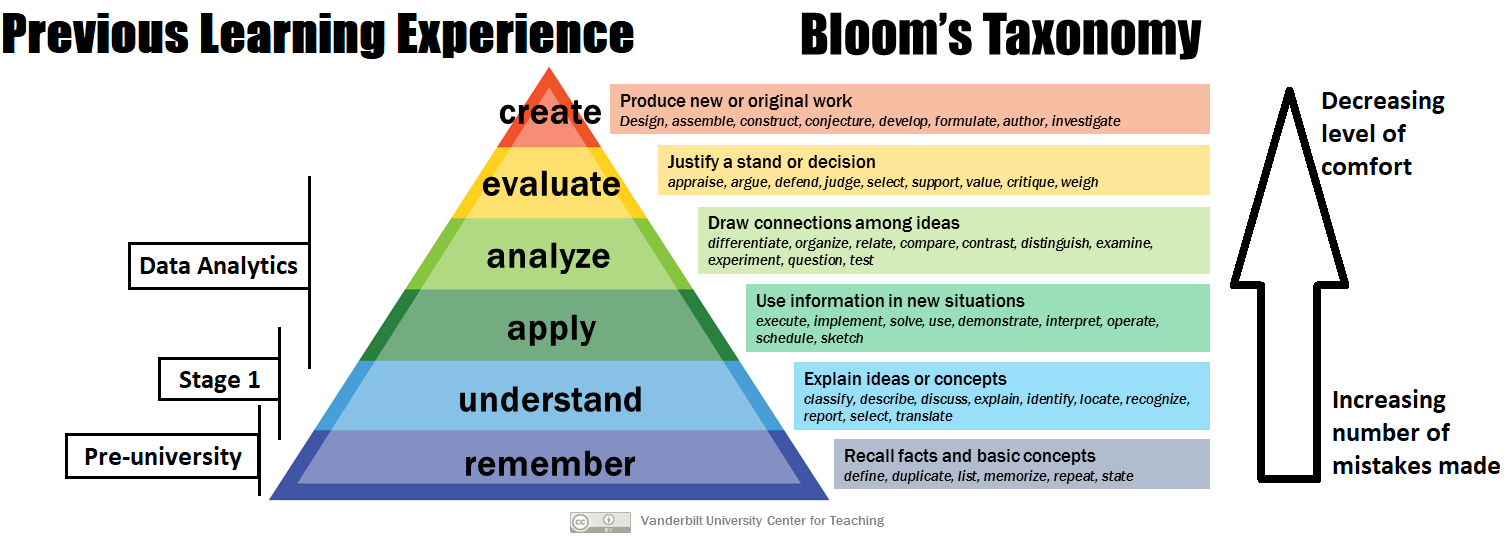 Previous Learning Experience
Bloom's Taxonomy
create
Produce new or original work
Design, assemble, construct, conjecture, develop, formulate, author, investigate
evaluate
Justify a stand or decision
appraise, argue, defend, judge, select, support, value, critique, weigh
analyze
Draw connections among ideas
differentiate, organize, relate, compare, contrast, distinguish, examine,
experiment, question, test
apply
Use information in new situations
execute, implement, solve, use, demonstrate, interpret, operate,
schedule, sketch
understand
Explain ideas or concepts
classify, describe, discuss, explain, identify, locate, recognize,
report, select, translate
remember
Recall facts and basic concepts
define, duplicate, list, memorize, repeat, state
Data Analytics
Stage 1
Pre-university
Decreasing
level of
comfort
Increasing
number of
mistakes made
cc
BY
Vanderbilt University Center for Teaching